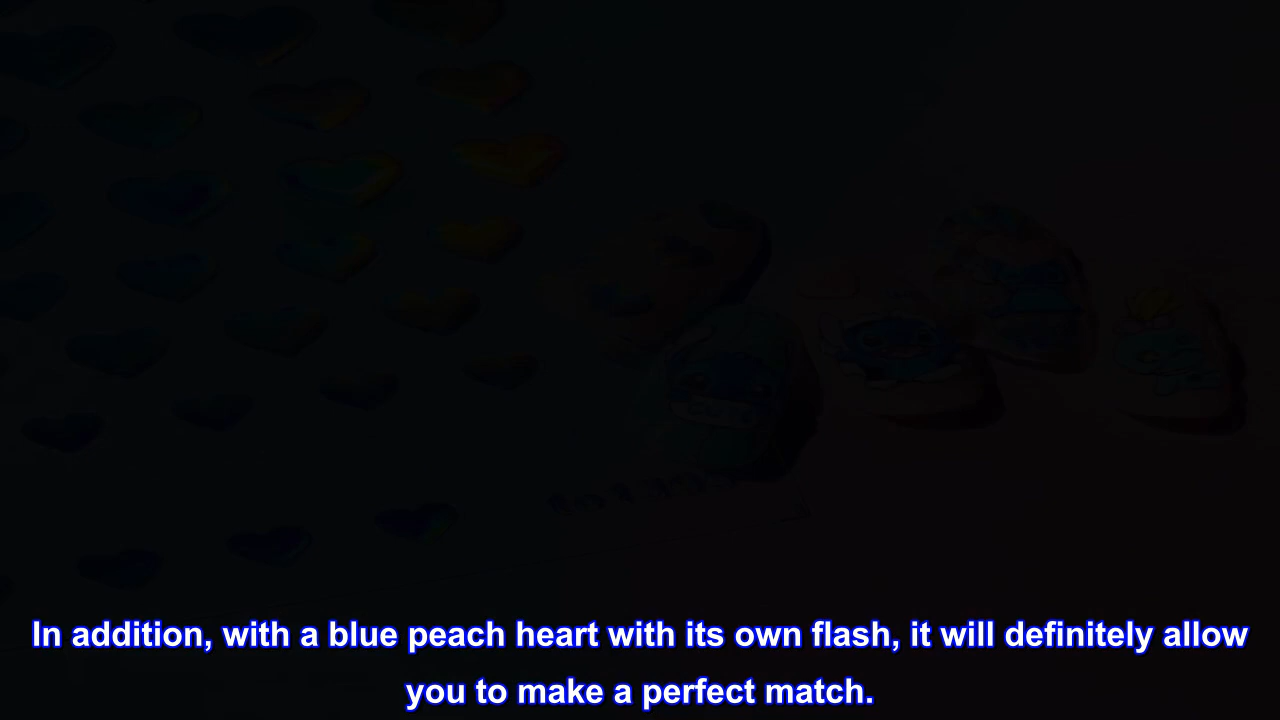 In addition, with a blue peach heart with its own flash, it will definitely allow
you to make a perfect match.